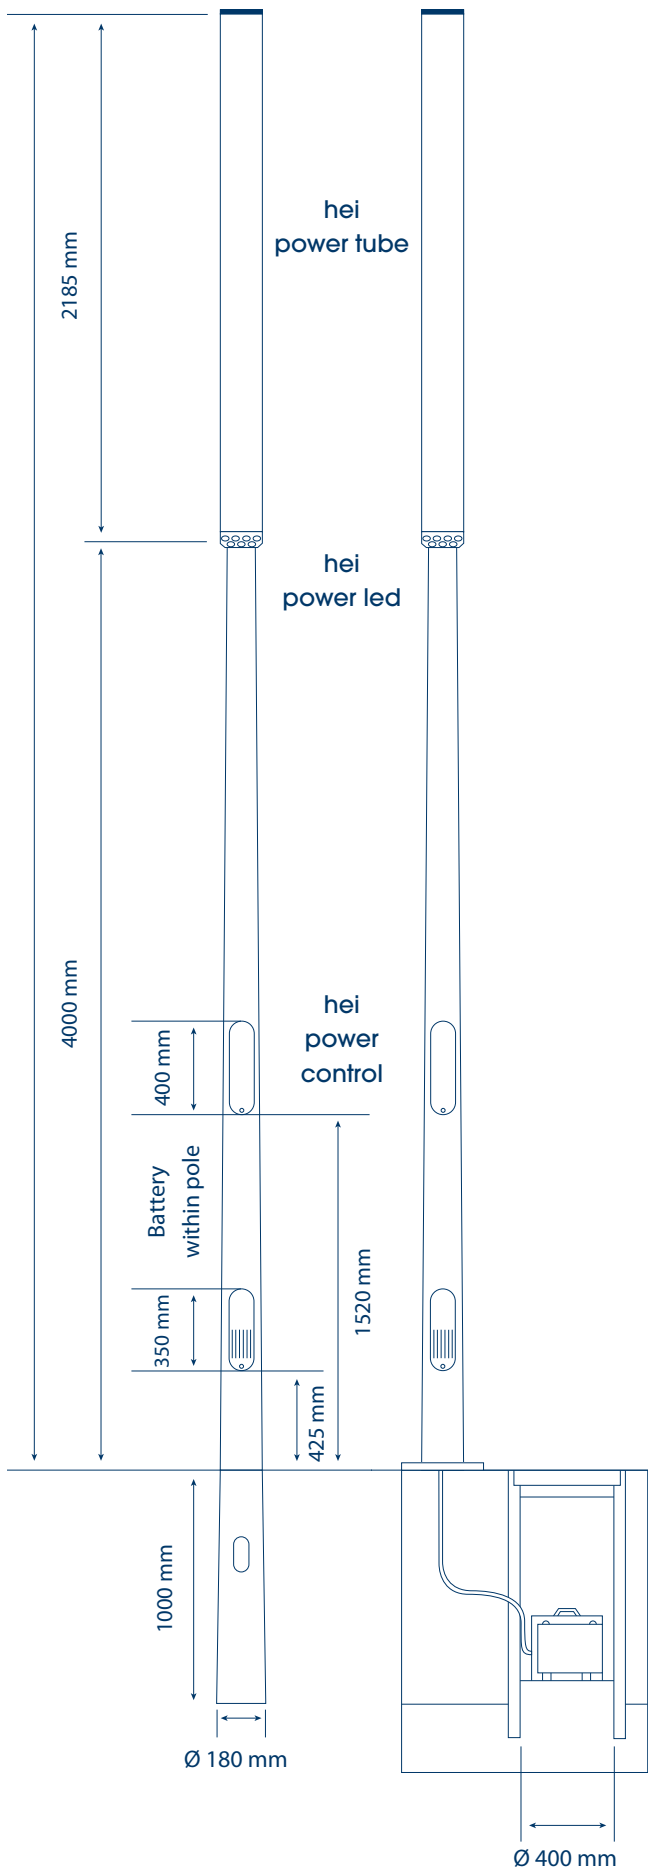 hei
power tube
2185 mm
hei
power led
4000 mm
hei
power
control
400 mm
Battery
within pole
1520 mm
350 mm
425 mm
1000 mm
Ø 180 mm
Ø 400 mm